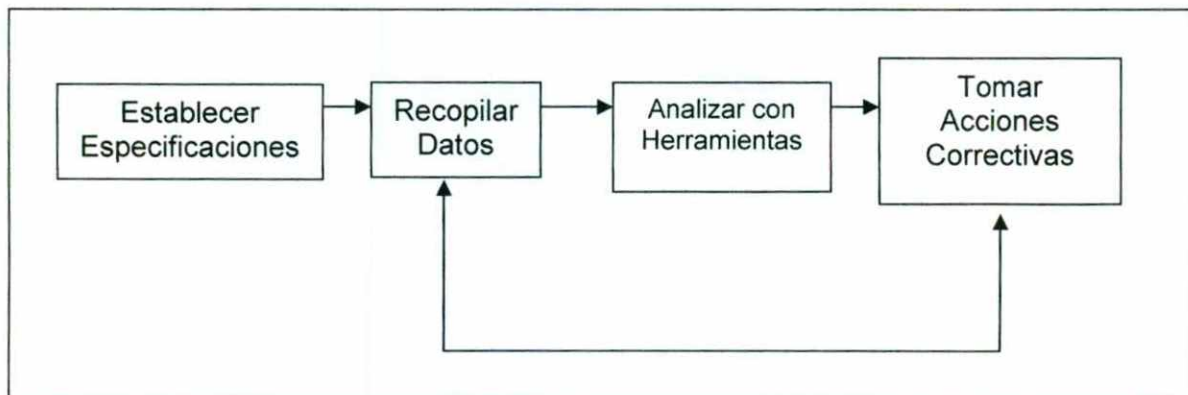 Establecer
Especificaciones
Recopilar
Datos
Analizar con
Herramientas
Tomar
Acciones
Correctivas